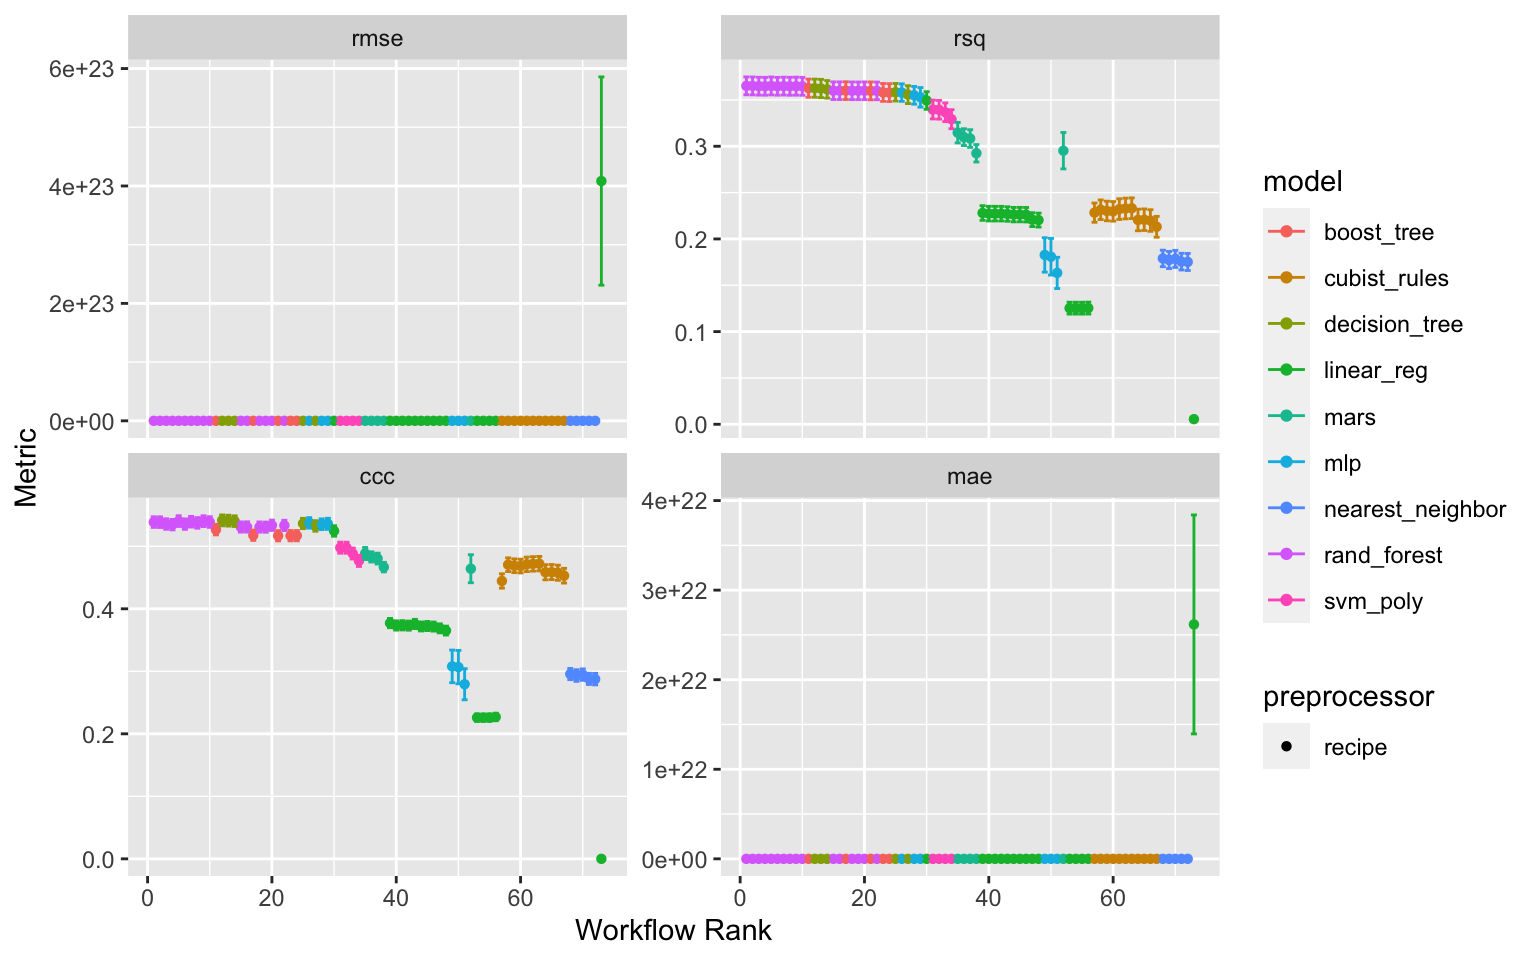 rmse
rsq
6e+23
4e+23
2e+23
0e+00
0.3
0.2
0.1
0.0
Metric
ccc
mae
0.4
0.2
0.0
4e+22
3e+22
2e+22
1e+22
0e+00
0 20 40 60
0 20 40 60
Workflow Rank
model
boost_tree
cubist_rules
decision_tree
linear_reg
mars
mlp
nearest_neighbor
rand_forest
svm_poly
preprocessor
recipe